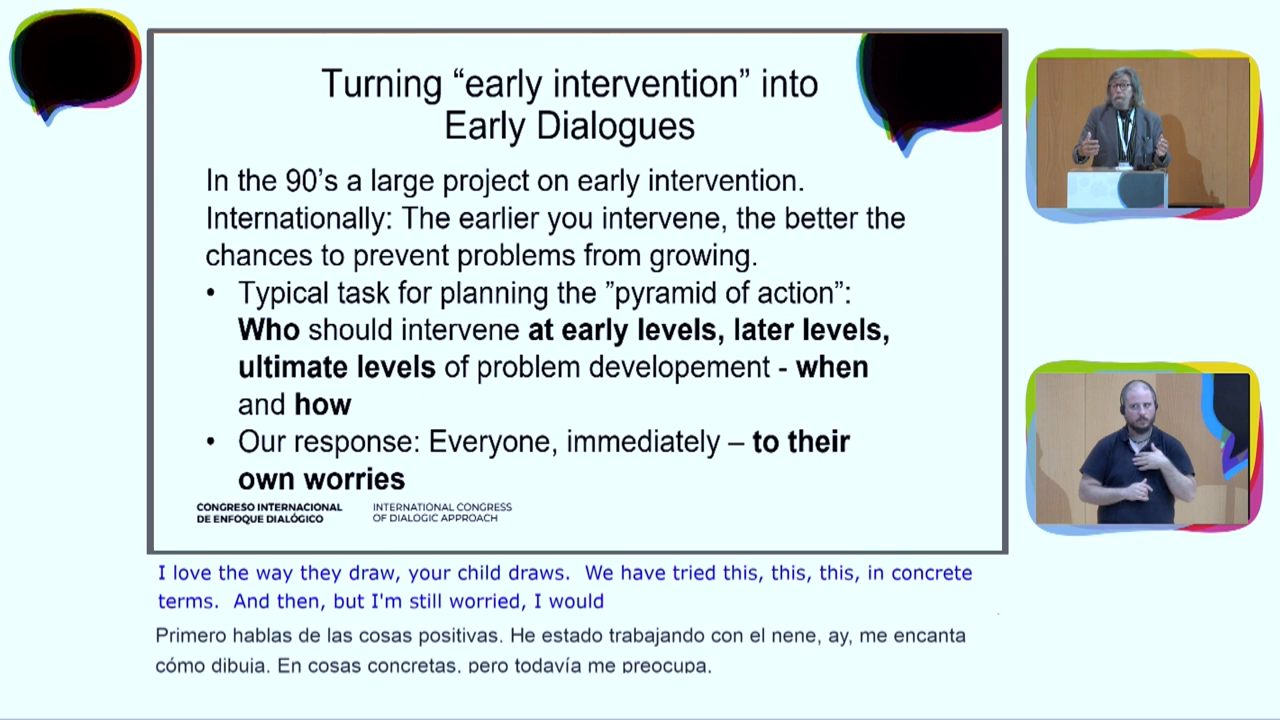 Turning “early intervention” into
Early Dialogues
In the 90’s a large project on early intervention.
Internationally: The earlier you intervene, the better the
chances to prevent problems from growing.
• Typical task for planning the ”pyramid of action”:
Who should intervene at early levels, later levels,
ultimate levels of problem developement - when
and how
• Our response: Everyone, immediately – to their
own worries
CONGRESO INTERNACIONAL
DE ENFOQUE DIALÓGICO
INTERNATIONAL CONGRESS
OF DIALOGIC APPROACH
I love the way they draw, your child draws.  We have tried this, this, this, in concrete
terms.  And then, but I'm still worried, I would
Primero hablas de las cosas positivas. He estado trabajando con el nene, ay, me encanta
cómo dibuja. En cosas concretas, pero todavía me preocupa.